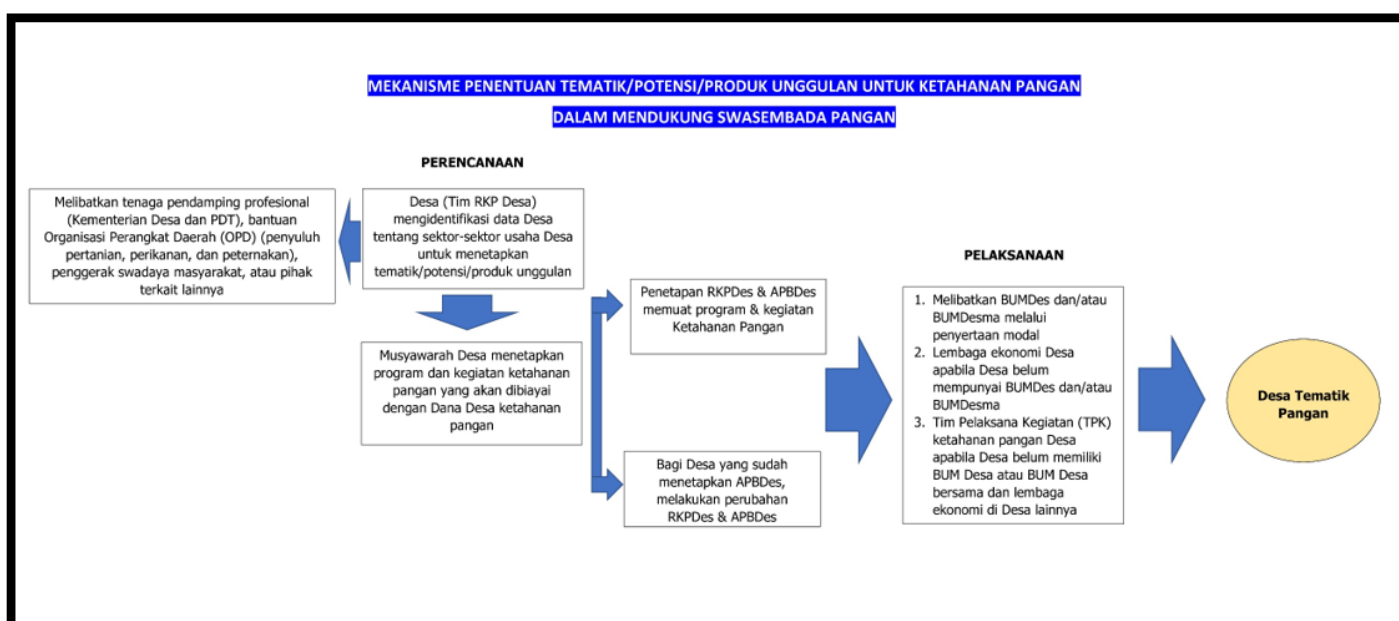 MEKANISME PENENTUAN TEMATIK/POTENSI/PRODUK UNGGULAN UNTUK KETAHANAN PANGAN
DALAM MENDUKUNG SWASEMBADA PANGAN
PERENCANAAN
Melibatkan tenaga pendamping profesional
(Kementerian Desa dan PDT), bantuan
Organisasi Perangkat Daerah (OPD) (penyuluh
pertanian, perikanan, dan peternakan),
penggerak swadaya masyarakat, atau pihak
terkait lainnya
Desa (Tim RKP Desa)
mengidentifikasi data Desa
tentang sektor-sektor usaha Desa
untuk menetapkan
tematik/potensi/produk unggulan
Musyawarah Desa menetapkan
program dan kegiatan ketahanan
pangan yang akan dibiayai
dengan Dana Desa ketahanan
pangan
Penetapan RKPDes & APBDes
memuat program & kegiatan
Ketahanan Pangan
Bagi Desa yang sudah
menetapkan APBDes,
melakukan perubahan
RKPDes & APBDes
PELAKSANAAN
1. Melibatkan BUMDes dan/atau
BUMDesma melalui
penyertaan modal
2. Lembaga ekonomi Desa
apabila Desa belum
mempunyai BUMDes dan/atau
BUMDesma
3. Tim Pelaksana Kegiatan (TPK)
ketahanan pangan Desa
apabila Desa belum memiliki
BUM Desa atau BUM Desa
bersama dan lembaga
ekonomi di Desa lainnya
Desa Tematik
Pangan